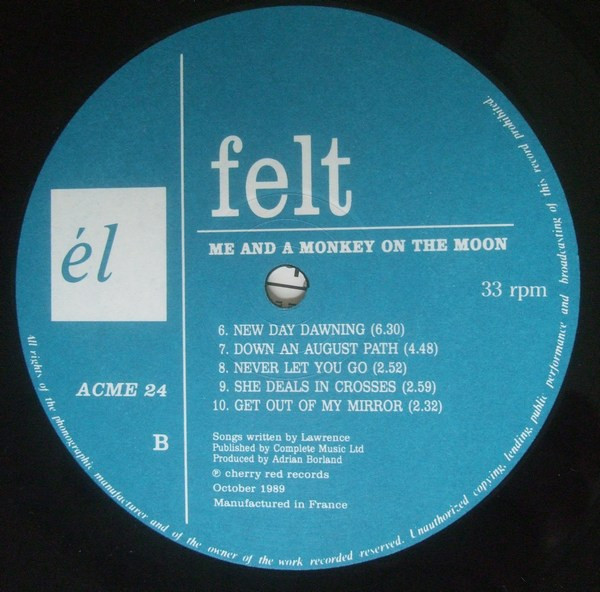 felt
ME AND A MONKEY ON THE MOON
él
33 rpm
6. NEW DAY DAWNING (6.30)
7. DOWN AN AUGUST PATH (4.48)
8. NEVER LET YOU GO (2.52)
9. SHE DEALS IN CROSSES (2.59)
10. GET OUT OF MY MIRROR (2.32)
ACME 24
B
Songs written by Lawrence
Published by Complete Music Ltd
Produced by Adrian Borland
℗ cherry red records
October 1989
Manufactured in France
All rights of the phonographic manufacturer and of the owner of the work recorded reserved. Unauthorized copying, lending, public performance and broadcasting of this record prohibited.